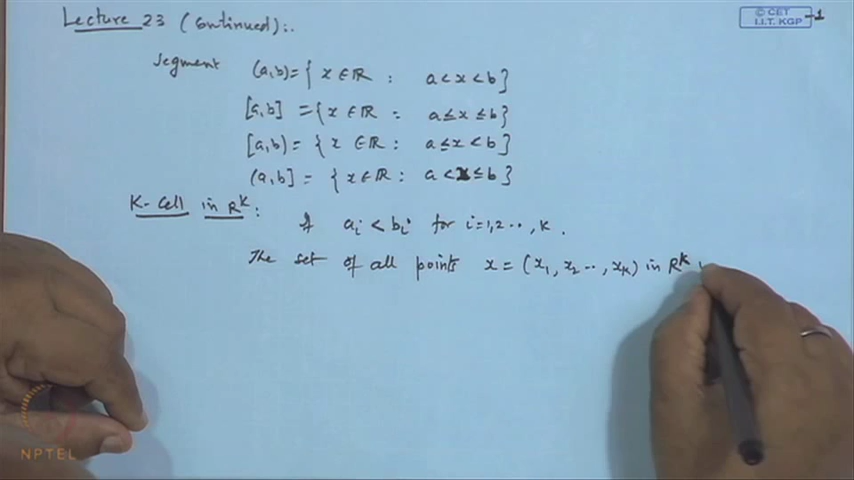 Lecture 23 (Continued):.
© CET
I.I.T. KGP
-1
Segment (a,b) = { x ∈ R : a < x < b }
[a,b] = { x ∈ R : a ≤ x ≤ b }
[a,b) = { x ∈ R : a ≤ x < b }
(a,b] = { x ∈ R : a < x ≤ b }
K-Cell in R^K :
If a_i < b_i for i=1,2..,K.
The set of all points x = (x_1, x_2 .., x_K) in R^K
NPTEL